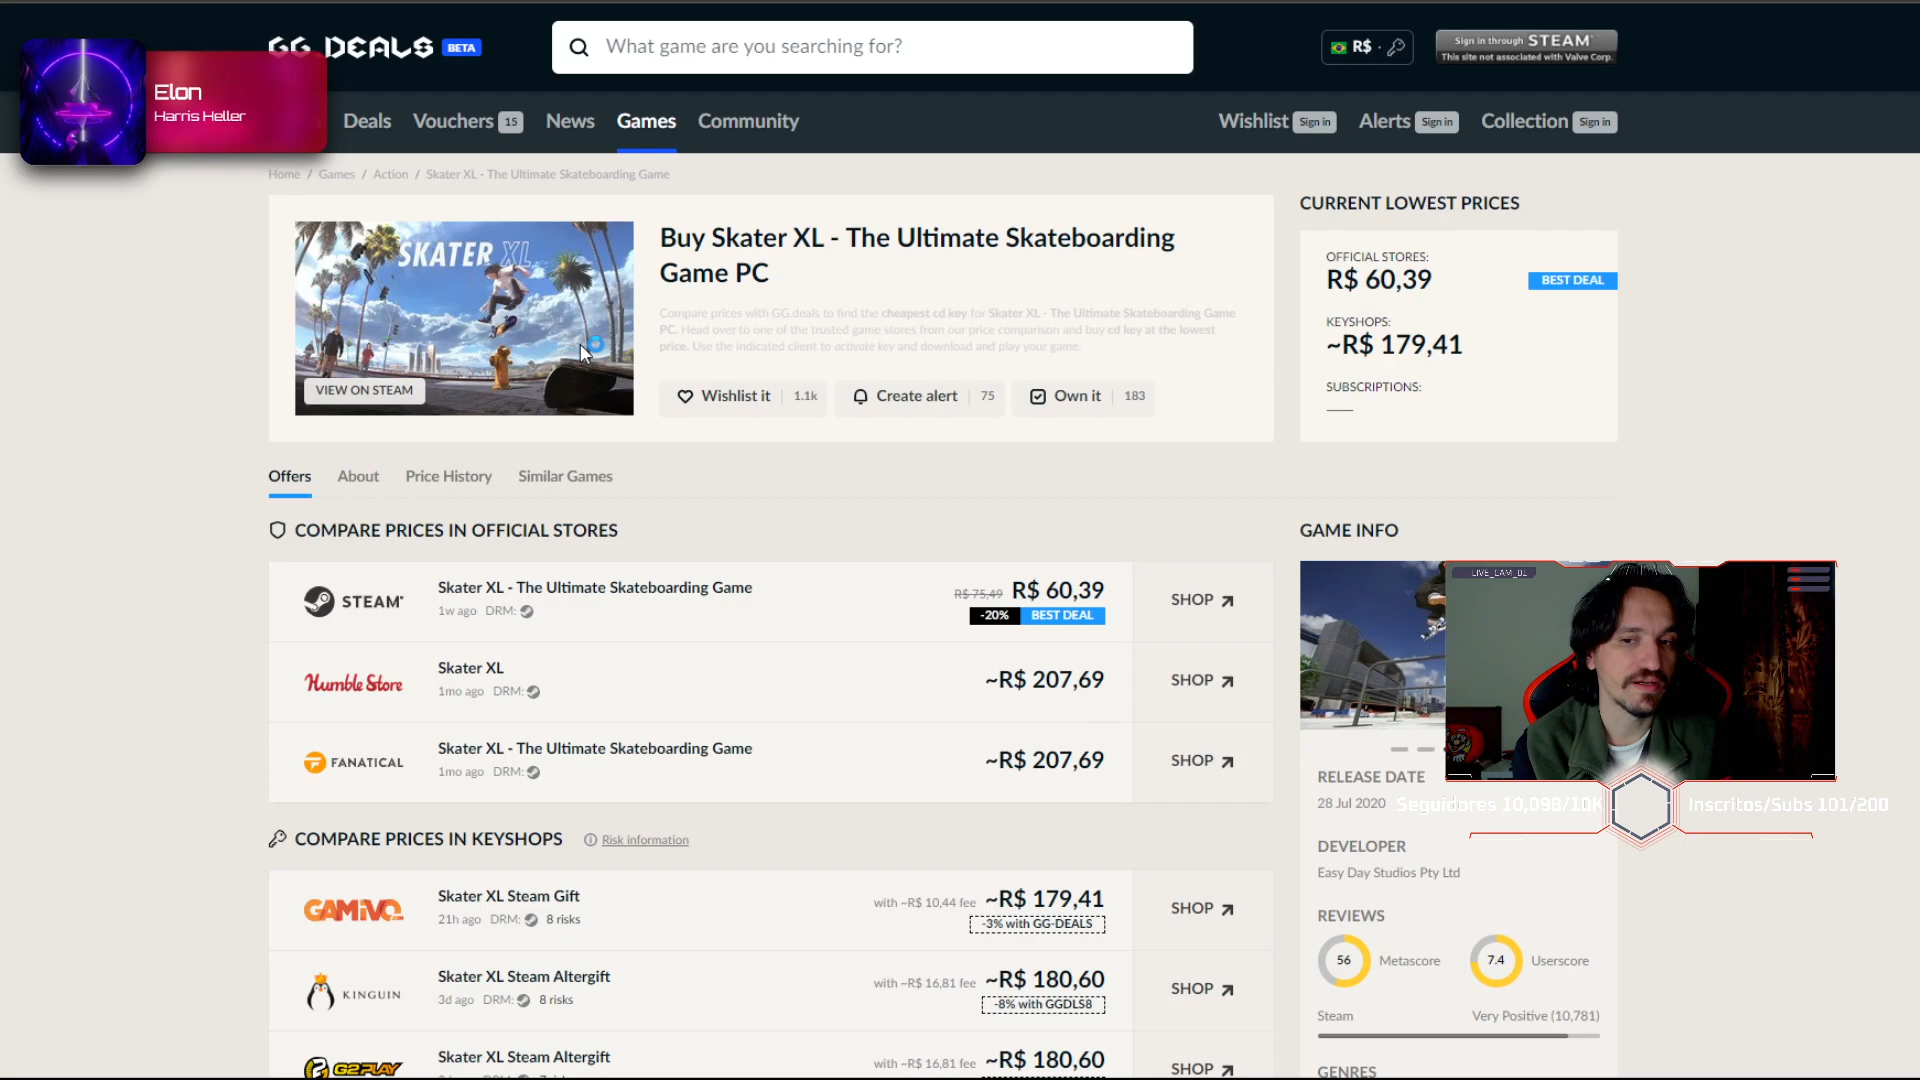 GG DEALS BETA
What game are you searching for?
R$ ·
Sign in through STEAM
This site not associated with Valve Corp.
Elon
Harris Heller
Deals
Vouchers 15
News
Games
Community
Wishlist Sign in
Alerts Sign in
Collection Sign in
Home / Games / Action / Skater XL - The Ultimate Skateboarding Game
SKATER XL
VIEW ON STEAM
Buy Skater XL - The Ultimate Skateboarding
Game PC
Compare prices with GG.deals to find the cheapest cd key for Skater XL - The Ultimate Skateboarding Game
PC. Head over to one of the trusted game stores from our price comparison and buy cd key at the lowest
price. Use the indicated client to activate key and download and play your game.
Wishlist it 1.1k
Create alert 75
Own it 183
CURRENT LOWEST PRICES
OFFICIAL STORES:
R$ 60,39
BEST DEAL
KEYSHOPS:
~R$ 179,41
SUBSCRIPTIONS:
Offers
About
Price History
Similar Games
COMPARE PRICES IN OFFICIAL STORES
STEAM
Skater XL - The Ultimate Skateboarding Game
1w ago DRM:
R$ 75,49 R$ 60,39
-20% BEST DEAL
SHOP
Humble Store
Skater XL
1mo ago DRM:
~R$ 207,69
SHOP
FANATICAL
Skater XL - The Ultimate Skateboarding Game
1mo ago DRM:
~R$ 207,69
SHOP
COMPARE PRICES IN KEYSHOPS
Risk information
GAMIVO.COM
Skater XL Steam Gift
21h ago DRM: 8 risks
with ~R$ 10,44 fee ~R$ 179,41
-3% with GG-DEALS
SHOP
KINGUIN
Skater XL Steam Altergift
3d ago DRM: 8 risks
with ~R$ 16,81 fee ~R$ 180,60
-8% with GGDLS8
SHOP
G2PLAY
Skater XL Steam Altergift
with ~R$ 16,81 fee ~R$ 180,60
SHOP
GAME INFO
LIVE_CAM_01
RELEASE DATE
28 Jul 2020
Seguidores 10,098/10K
Inscritos/Subs 101/200
DEVELOPER
Easy Day Studios Pty Ltd
REVIEWS
56 Metascore
7.4 Userscore
Steam
Very Positive (10,781)
GENRES